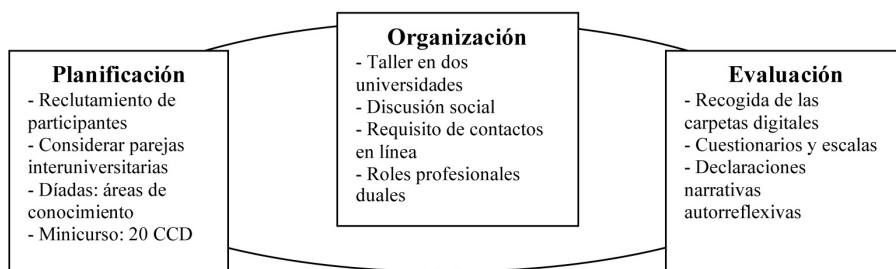 Planificación
- Reclutamiento de
participantes
- Considerar parejas
interuniversitarias
- Díadas: áreas de
conocimiento
- Minicurso: 20 CCD
Organización
- Taller en dos
universidades
- Discusión social
- Requisito de contactos
en línea
- Roles profesionales
duales
Evaluación
- Recogida de las
carpetas digitales
- Cuestionarios y escalas
- Declaraciones
narrativas
autorreflexivas